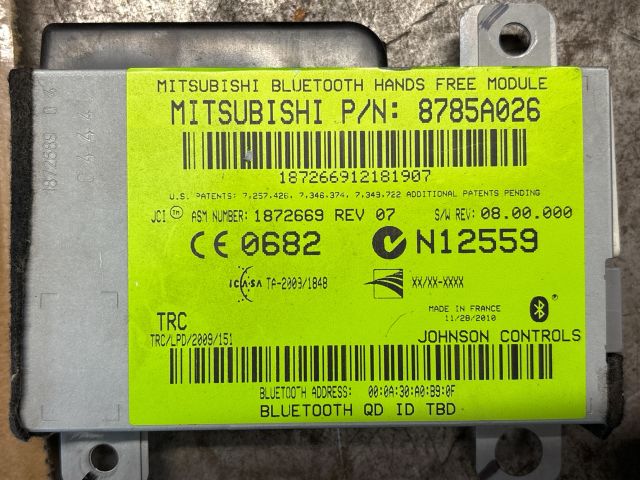 MITSUBISHI BLUETOOTH HANDS FREE MODULE
MITSUBISHI P/N: 8785A026
187266912181907
U.S. PATENTS: 7,257,426, 7,346,374, 7,349,722 ADDITIONAL PATENTS PENDING
JCI tm ASM NUMBER: 1872669 REV 07 S/W REV: 08.00.000
CE 0682 N12559
ICASA TA-2009/1848 XX/XX-XXXX
MADE IN FRANCE
11/28/2010
TRC
TRC/LPD/2009/151
JOHNSON CONTROLS
BLUETOOTH ADDRESS: 00:0A:30:A0:B9:0F
BLUETOOTH QD ID TBD